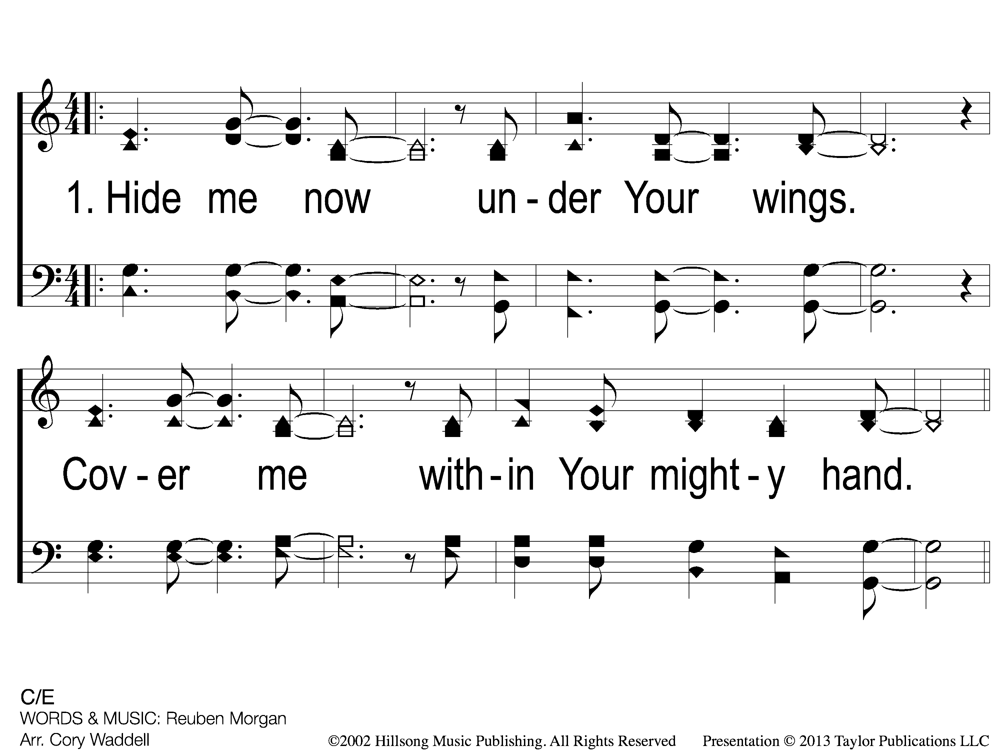 1. Hide me now un - der Your wings.
Cov - er me with - in Your might - y hand.
C/E
WORDS & MUSIC: Reuben Morgan
Arr. Cory Waddell ©2002 Hillsong Music Publishing. All Rights Reserved Presentation © 2013 Taylor Publications LLC